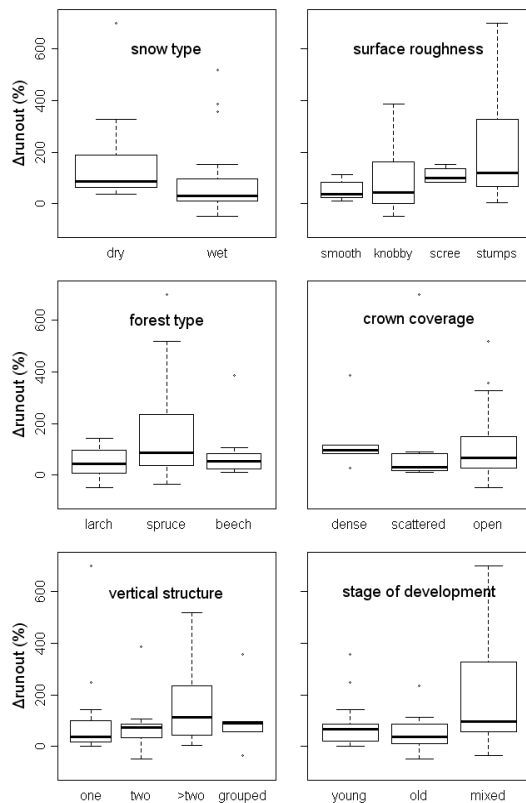 snow type
surface roughness
Δrunout (%)
0
200
400
600
dry wet
smooth knobby scree stumps
forest type
crown coverage
Δrunout (%)
0
200
400
600
larch spruce beech
dense scattered open
vertical structure
stage of development
Δrunout (%)
0
200
400
600
one two >two grouped
young old mixed